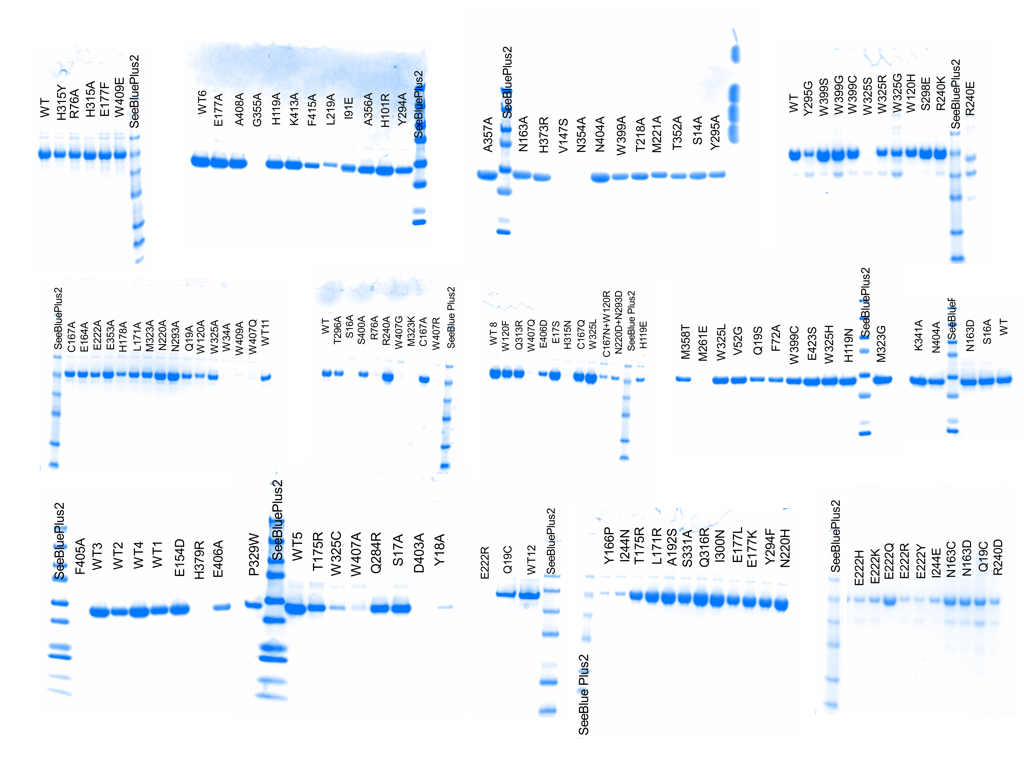 WT
H315Y
R76A
H315A
E177F
W409E
SeeBluePlus2
WT6
E177A
A408A
G355A
H119A
K413A
F415A
L219A
I91E
A356A
H101R
Y294A
SeeBluePlus2
A357A
SeeBluePlus2
N163A
H373R
V147S
N354A
N404A
W399A
T218A
M221A
T352A
S14A
Y295A
WT
Y295G
W399S
W399G
W399C
W325S
W325R
W325G
W120H
S298E
R240K
SeeBluePlus2
R240E
SeeBluePlus2
C167A
E164A
E222A
E353A
H178A
L171A
M323A
N220A
N293A
Q19A
W120A
W325A
W34A
W409A
W407Q
WT11
WT
T296A
S16A
S400A
R76A
R240A
W407G
M323K
C167A
W407R
SeeBlue Plus2
WT 8
W120F
Q313R
W407Q
E406D
E17S
H315N
C167Q
W325L
C167N+W120R
N220D+N293D
SeeBlue Plus2
H119E
M358T
M261E
W325L
V52G
Q19S
F72A
W399C
E423S
W325H
H119N
SeeBluePlus2
M323G
K341A
N404A
N163D
S16A
WT
SeeBluePlus2
F405A
WT3
WT2
WT4
WT1
E154D
H379R
E406A
P329W
SeeBluePlus2
WT5
T175R
W325C
W407A
Q284R
S17A
D403A
Y18A
E222R
Q19C
WT12
SeeBluePlus2
SeeBlue Plus2
Y166P
I244N
T175R
L171R
A192S
S331A
Q316R
I300N
E177L
E177K
Y294F
N220H
SeeBluePlus2
E222H
E222K
E222Q
E222R
E222Y
I244E
N163C
N163D
Q19C
R240D